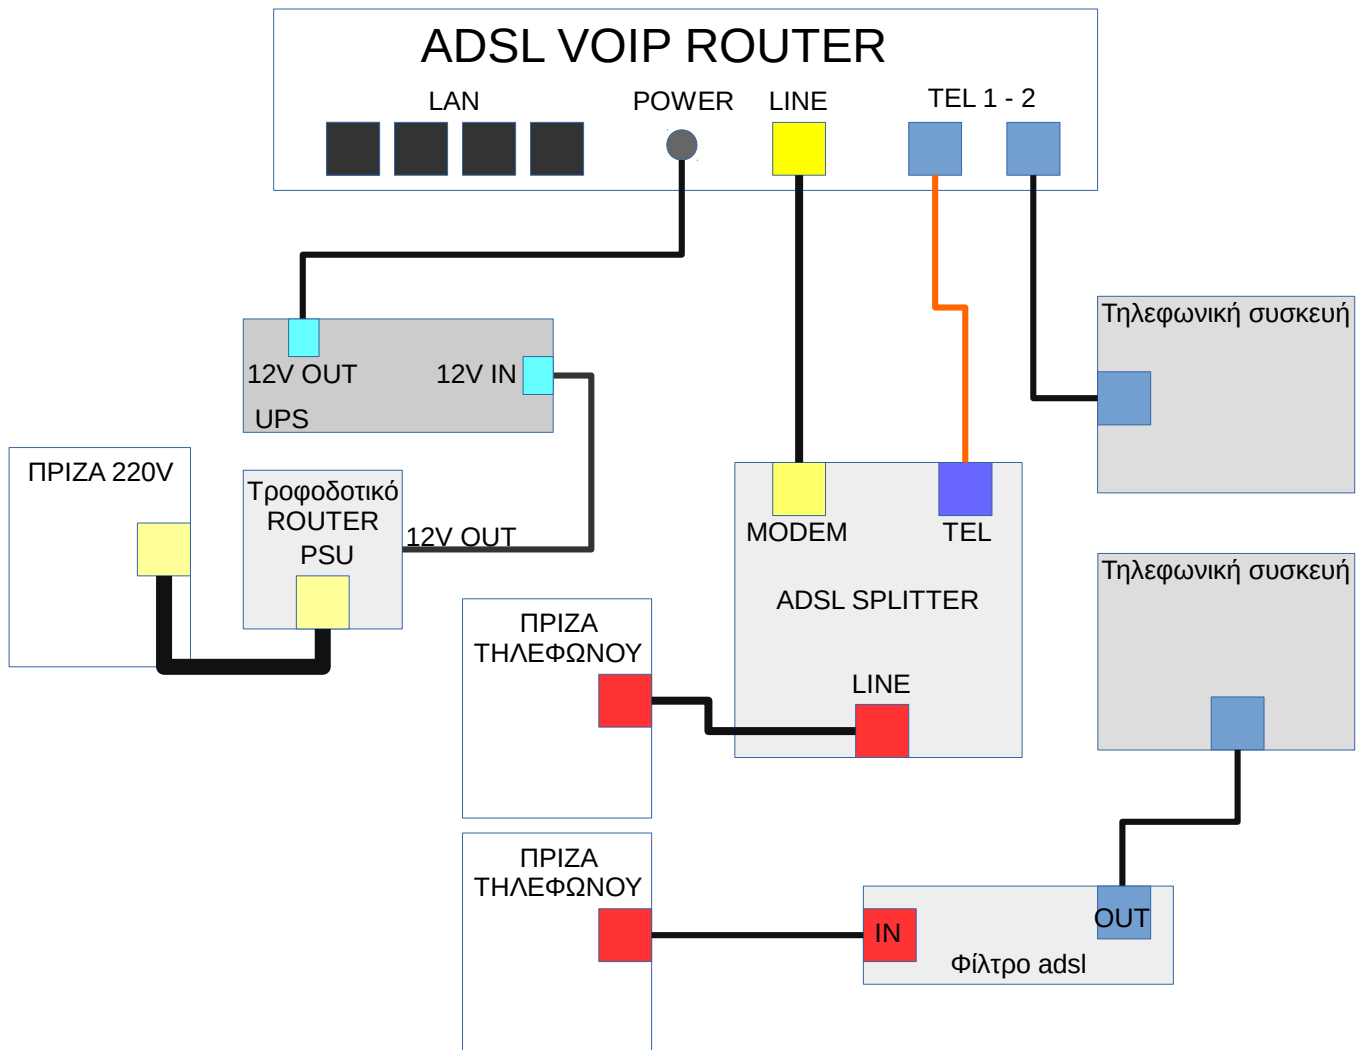 ADSL VOIP ROUTER
LAN
POWER
LINE
TEL 1 - 2
Τηλεφωνική συσκευή
12V OUT
12V IN
UPS
ΠΡΙΖΑ 220V
Τροφοδοτικό
ROUTER
PSU
12V OUT
MODEM
TEL
ADSL SPLITTER
LINE
Τηλεφωνική συσκευή
ΠΡΙΖΑ
ΤΗΛΕΦΩΝΟΥ
ΠΡΙΖΑ
ΤΗΛΕΦΩΝΟΥ
IN
OUT
Φίλτρο adsl